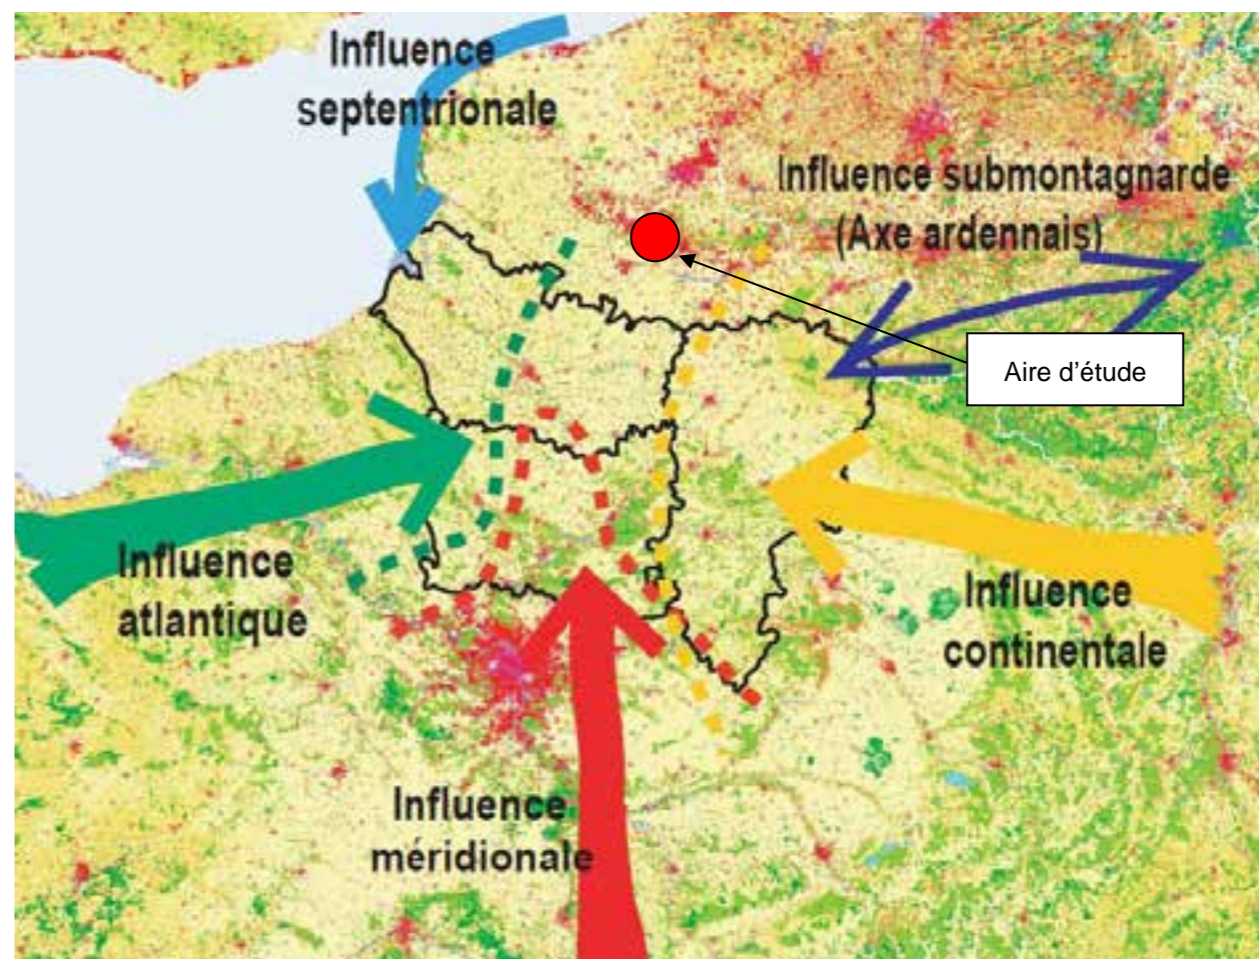 Influence
septentrionale
Influence submontagnarde
(Axe ardennais)
Aire d'étude
Influence
atlantique
Influence
continentale
Influence
méridionale